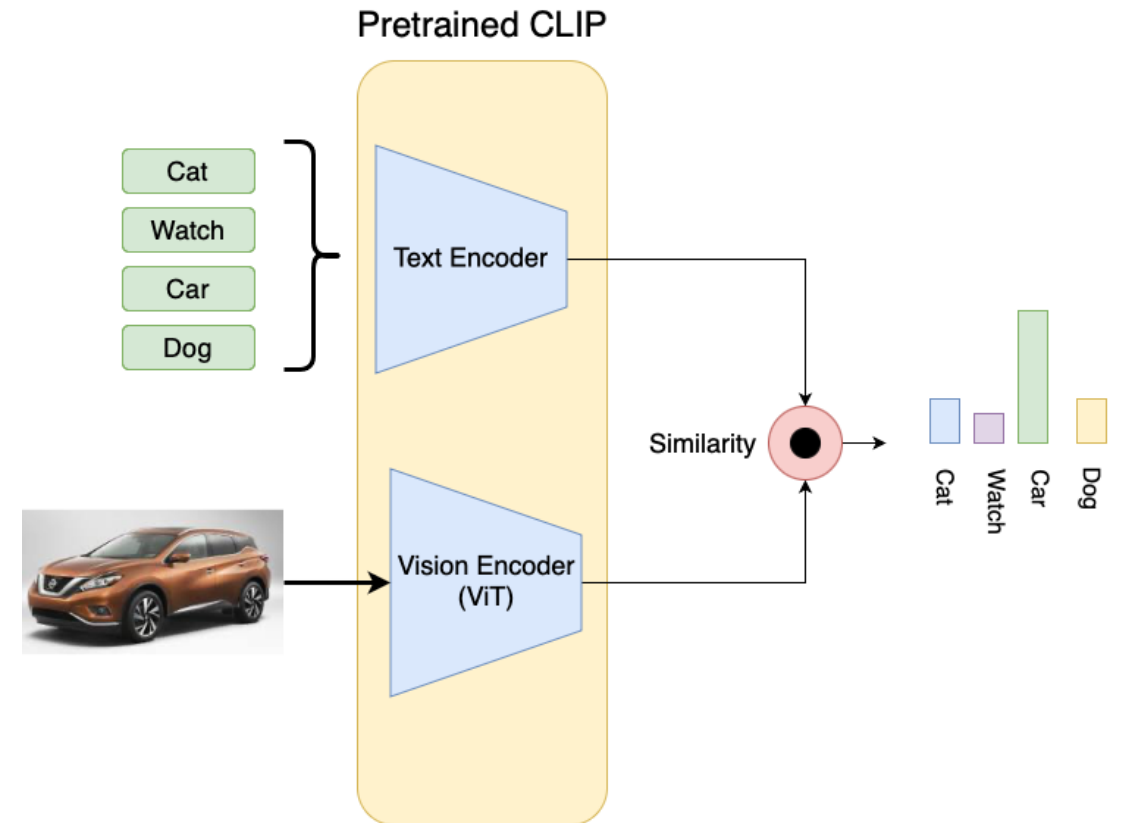 Pretrained CLIP
Cat
Watch
Car
Dog
Text Encoder
Similarity
Vision Encoder
(ViT)
Cat
Watch
Car
Dog